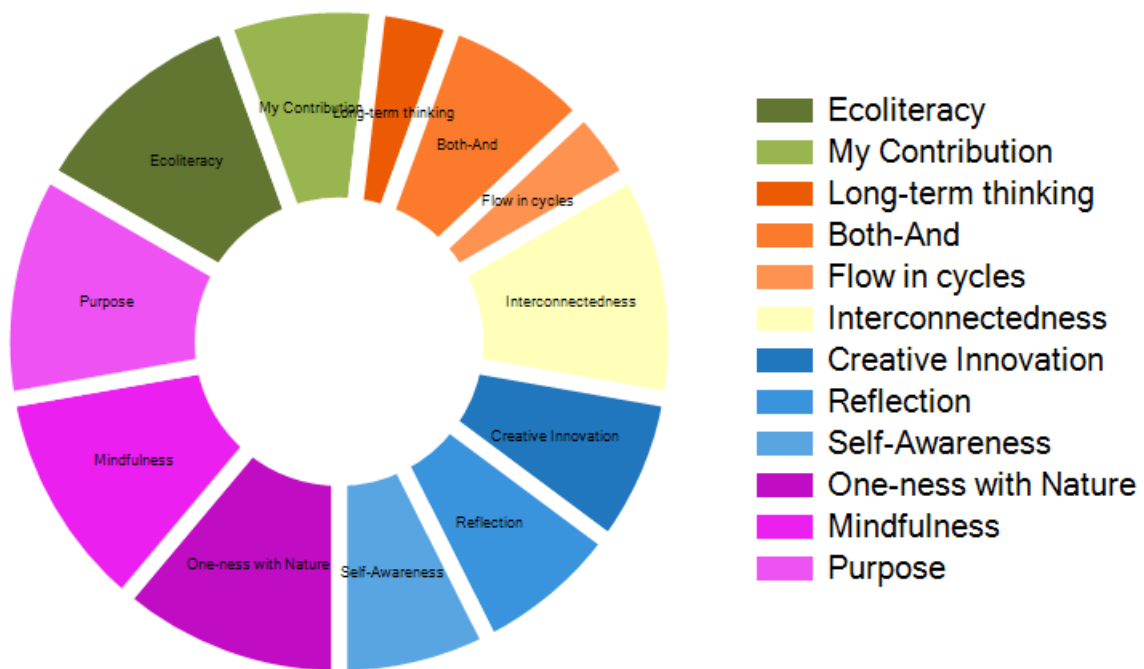 My Contribution
Long-term thinking
Both-And
Ecoliteracy
Flow in cycles
Purpose
Interconnectedness
Creative Innovation
Mindfulness
Reflection
One-ness with Nature
Self-Awareness
Ecoliteracy
My Contribution
Long-term thinking
Both-And
Flow in cycles
Interconnectedness
Creative Innovation
Reflection
Self-Awareness
One-ness with Nature
Mindfulness
Purpose